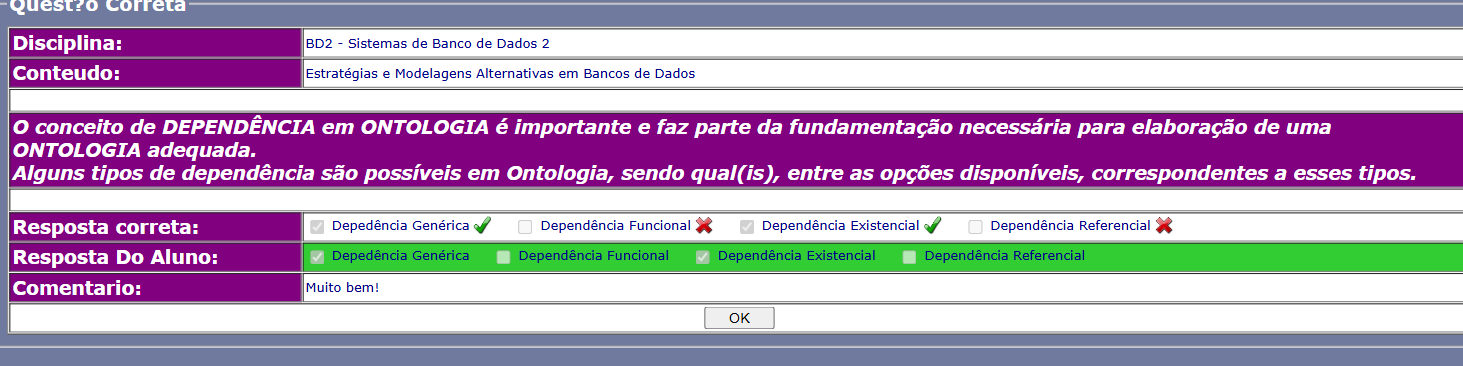 Quest?o Correta
Disciplina: BD2 - Sistemas de Banco de Dados 2
Conteudo: Estratégias e Modelagens Alternativas em Bancos de Dados
O conceito de DEPENDÊNCIA em ONTOLOGIA é importante e faz parte da fundamentação necessária para elaboração de uma
ONTOLOGIA adequada.
Alguns tipos de dependência são possíveis em Ontologia, sendo qual(is), entre as opções disponíveis, correspondentes a esses tipos.
Resposta correta: Depedência Genérica Dependência Funcional Dependência Existencial Dependência Referencial
Resposta Do Aluno: Depedência Genérica Dependência Funcional Dependência Existencial Dependência Referencial
Comentario: Muito bem!
OK